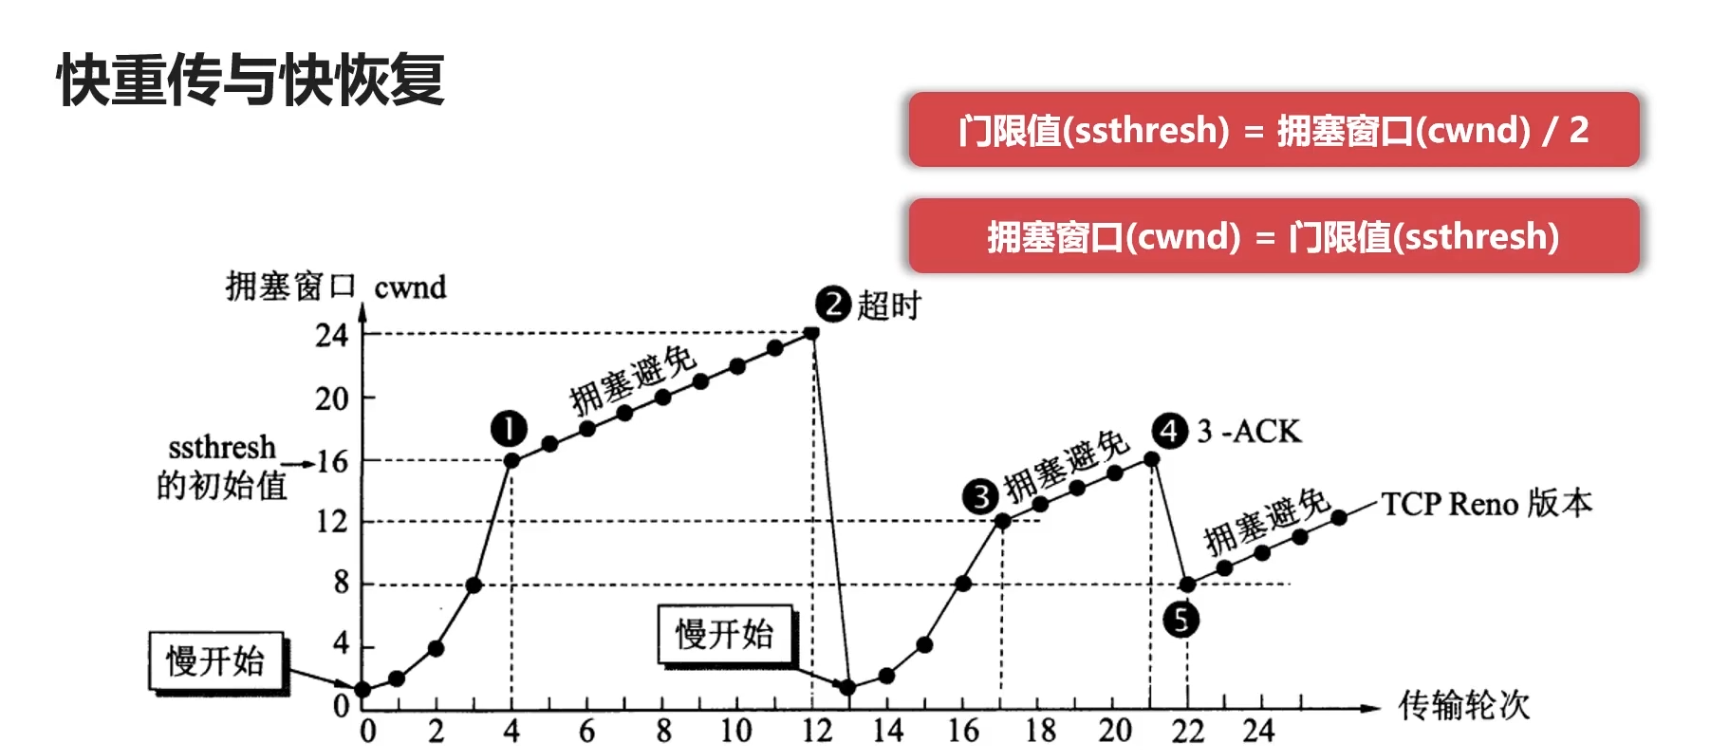 快重传与快恢复
门限值(ssthresh) = 拥塞窗口(cwnd) / 2
拥塞窗口(cwnd) = 门限值(ssthresh)
拥塞窗口 cwnd
❷ 超时
24
拥塞避免
20
❶
❹ 3 -ACK
ssthresh
的初始值
16
❸ 拥塞避免
TCP Reno 版本
12
拥塞避免
8
❺
慢开始
慢开始
4
0
传输轮次
0 2 4 6 8 10 12 14 16 18 20 22 24